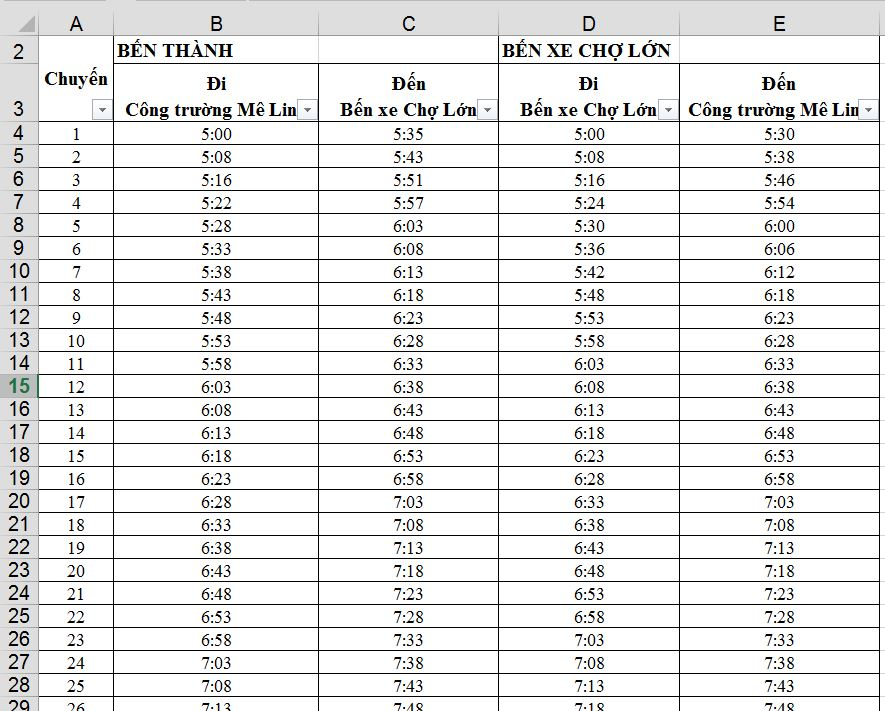 A B C D E
2 BẾN THÀNH BẾN XE CHỢ LỚN
Chuyến Đi Đến Đi Đến
3 Công trường Mê Lin Bến xe Chợ Lớn Bến xe Chợ Lớn Công trường Mê Lin
4 1 5:00 5:35 5:00 5:30
5 2 5:08 5:43 5:08 5:38
6 3 5:16 5:51 5:16 5:46
7 4 5:22 5:57 5:24 5:54
8 5 5:28 6:03 5:30 6:00
9 6 5:33 6:08 5:36 6:06
10 7 5:38 6:13 5:42 6:12
11 8 5:43 6:18 5:48 6:18
12 9 5:48 6:23 5:53 6:23
13 10 5:53 6:28 5:58 6:28
14 11 5:58 6:33 6:03 6:33
15 12 6:03 6:38 6:08 6:38
16 13 6:08 6:43 6:13 6:43
17 14 6:13 6:48 6:18 6:48
18 15 6:18 6:53 6:23 6:53
19 16 6:23 6:58 6:28 6:58
20 17 6:28 7:03 6:33 7:03
21 18 6:33 7:08 6:38 7:08
22 19 6:38 7:13 6:43 7:13
23 20 6:43 7:18 6:48 7:18
24 21 6:48 7:23 6:53 7:23
25 22 6:53 7:28 6:58 7:28
26 23 6:58 7:33 7:03 7:33
27 24 7:03 7:38 7:08 7:38
28 25 7:08 7:43 7:13 7:43
29 26 7:13 7:48 7:18 7:48